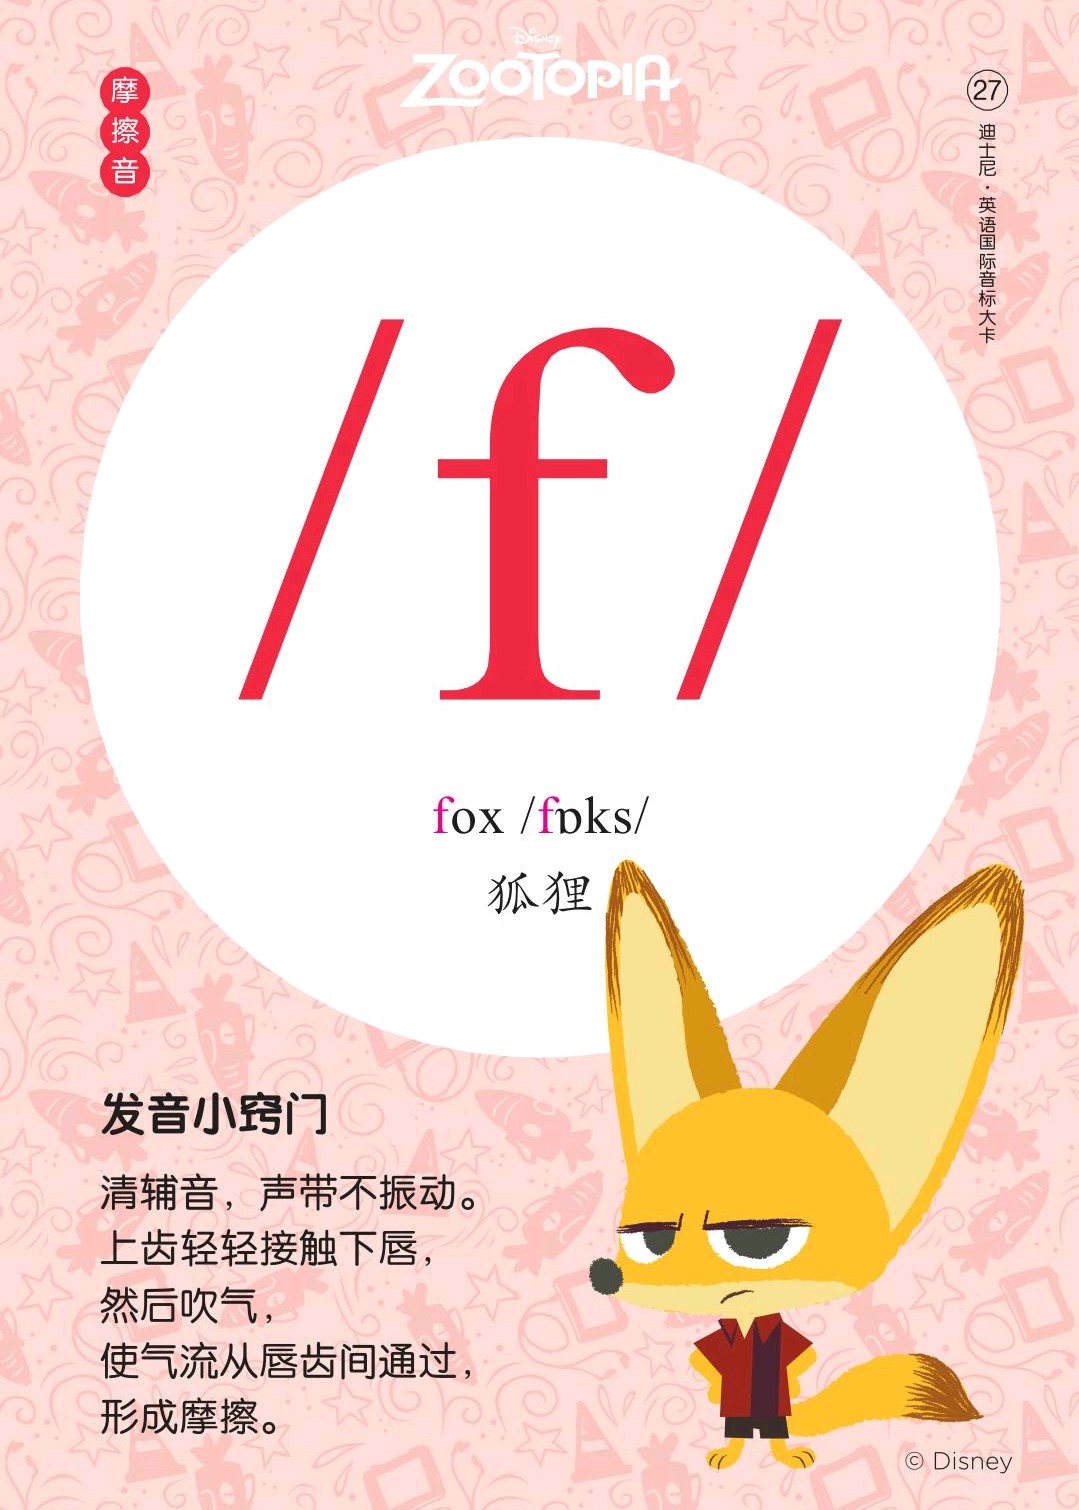 Disney
ZOOTOPIA
摩擦音
27
迪士尼·英语国际音标大卡
/f/
fox /fɒks/
狐狸
发音小窍门
清辅音，声带不振动。
上齿轻轻接触下唇，
然后吹气，
使气流从唇齿间通过，
形成摩擦。
© Disney